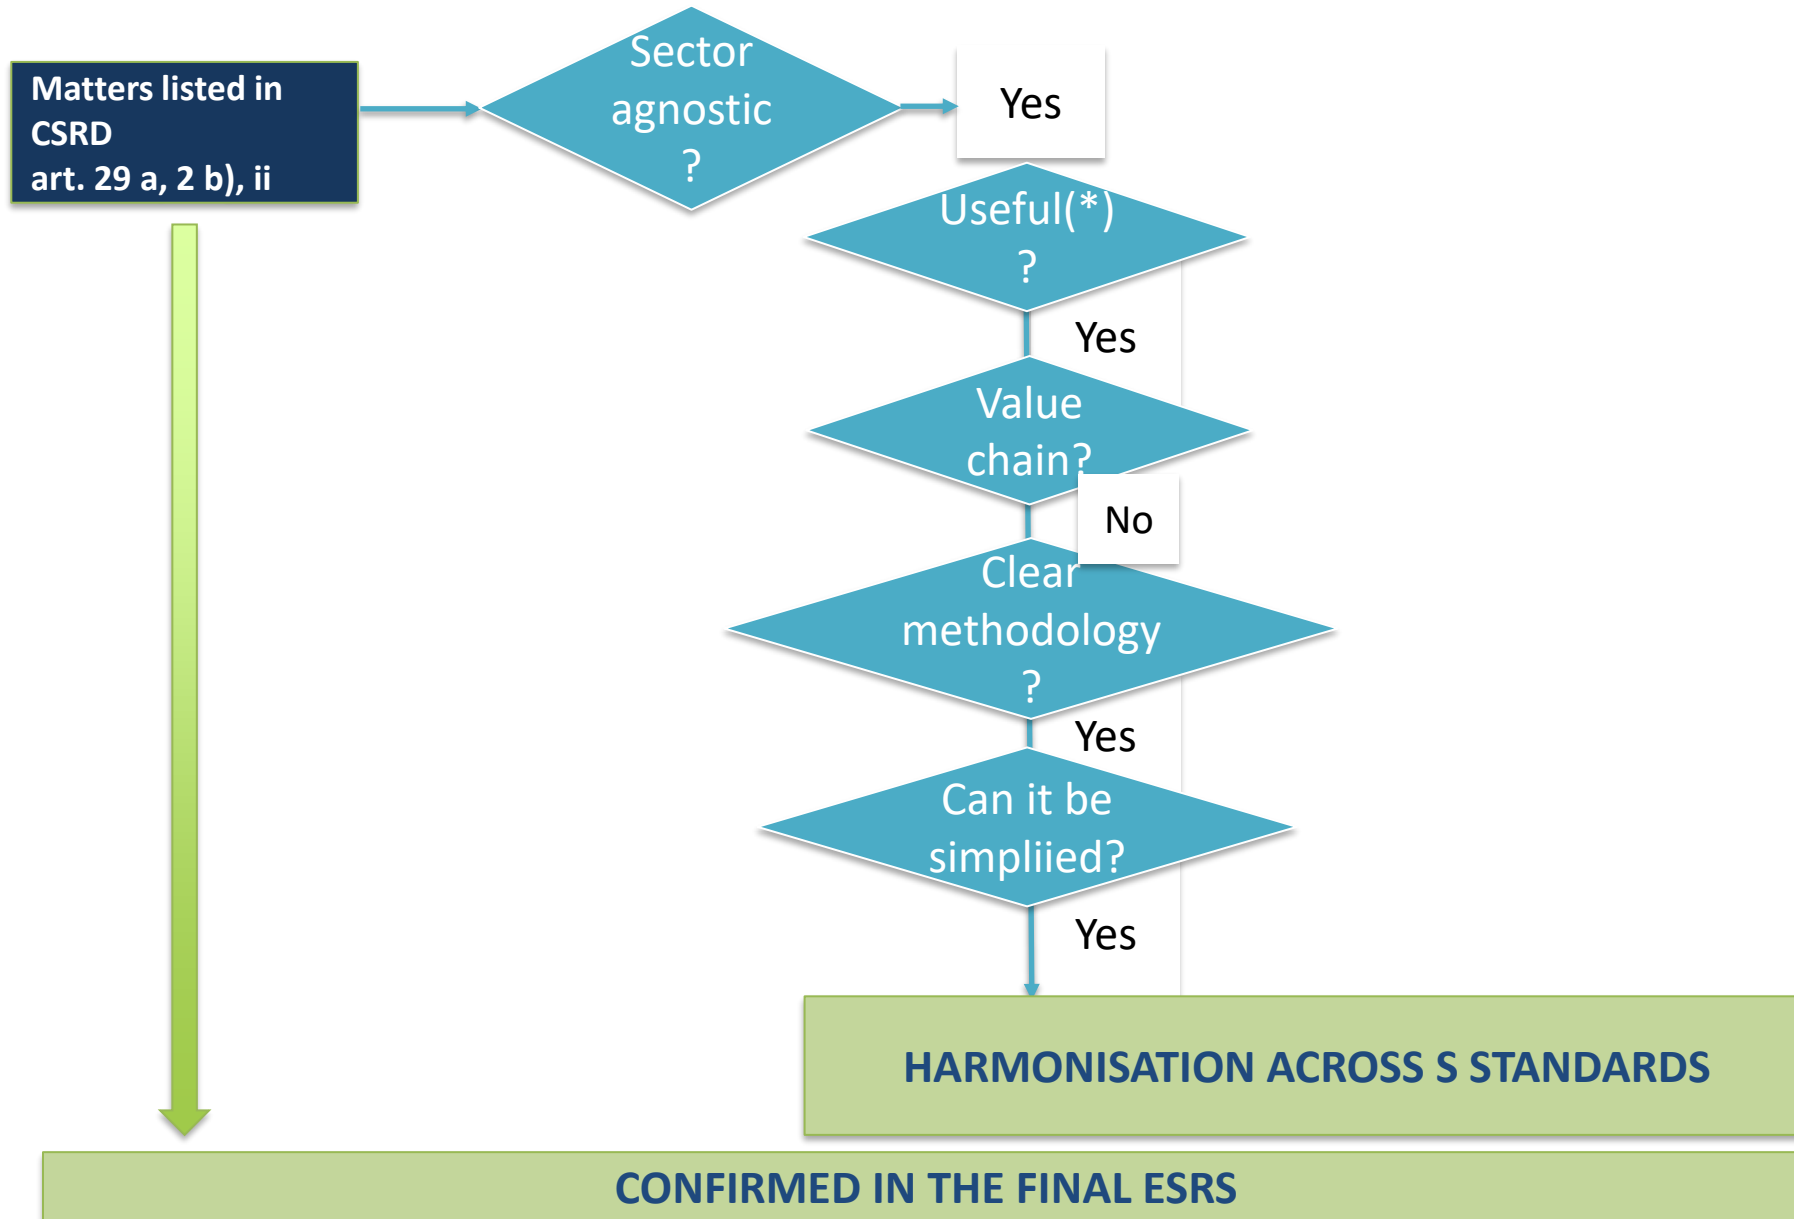 Matters listed in
CSRD
art. 29 a, 2 b), ii
Sector
agnostic
?
Yes
Useful(*)
?
Yes
Value
chain?
No
Clear
methodology
?
Yes
Can it be
simpliied?
Yes
HARMONISATION ACROSS S STANDARDS
CONFIRMED IN THE FINAL ESRS